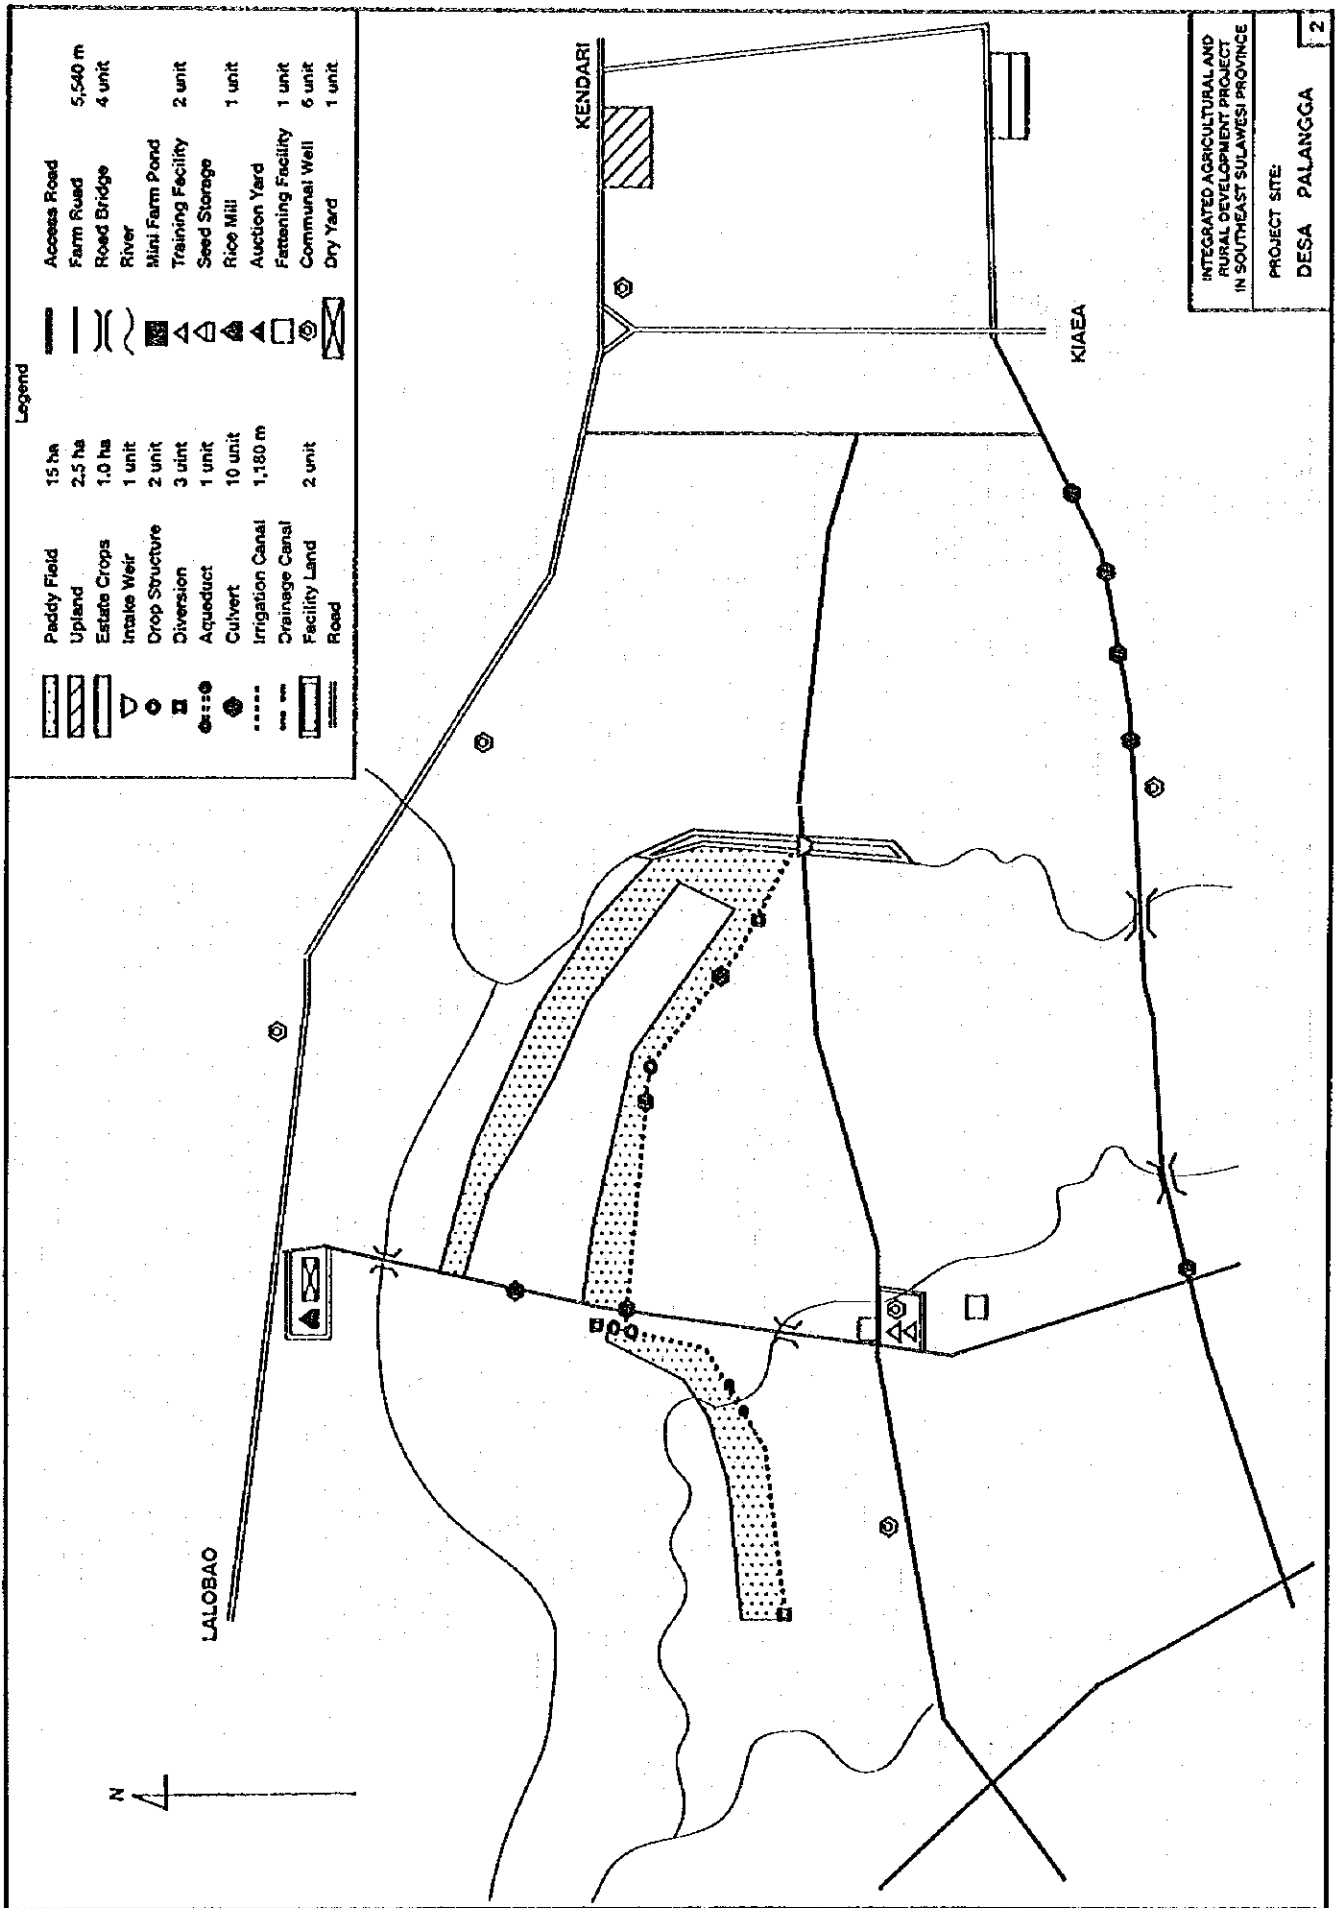 Legend
Paddy Field 15 ha Access Road
Upland 2.5 ha Farm Road 5,540 m
Estate Crops 1.0 ha Road Bridge 4 unit
Intake Weir 1 unit River
Drop Structure 2 unit Mini Farm Pond
Diversion 3 uint Training Facility 2 unit
Aqueduct 1 unit Seed Storage
Culvert 10 unit Rice Mill 1 unit
Irrigation Canal 1,180 m Auction Yard
Drainage Canal Fattening Facility 1 unit
Facility Land 2 unit Communal Well 6 unit
Road Dry Yard 1 unit
N
LALOBAO
KENDARI
KIAEA
INTEGRATED AGRICULTURAL AND
RURAL DEVELOPMENT PROJECT
IN SOUTHEAST SULAWESI PROVINCE
PROJECT SITE:
DESA PALANGGA
2